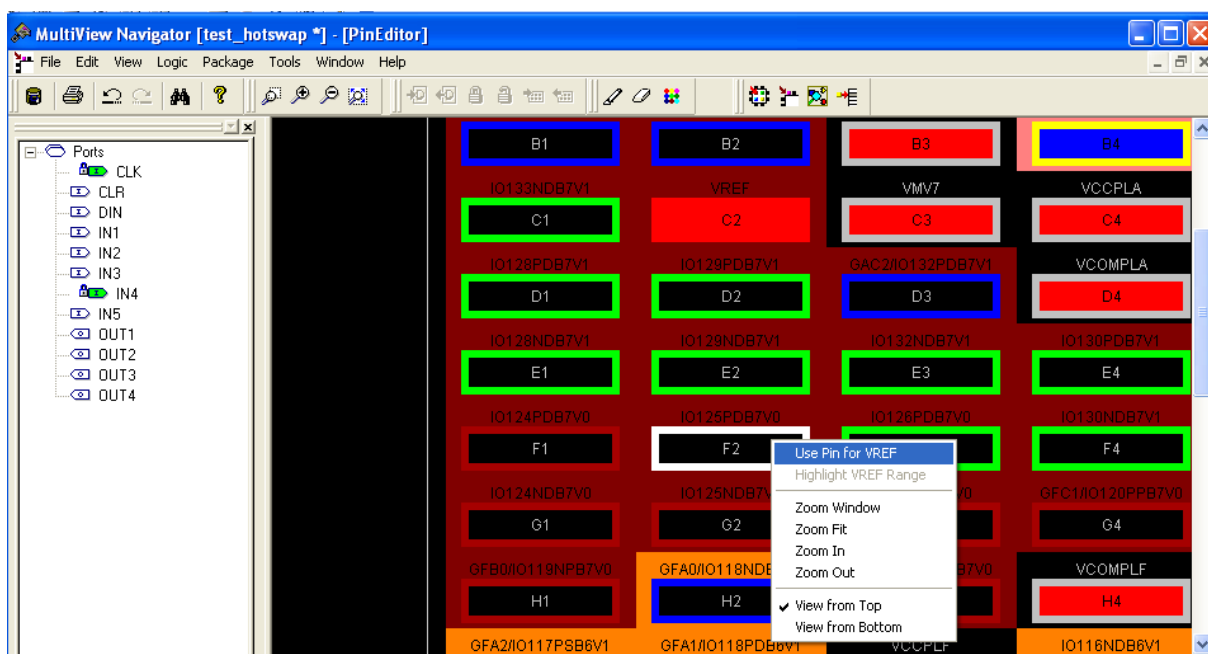 MultiView Navigator [test_hotswap *] - [PinEditor]
File Edit View Logic Package Tools Window Help
Ports
CLK
CLR
DIN
IN1
IN2
IN3
IN4
IN5
OUT1
OUT2
OUT3
OUT4
B1 B2 B3 B4
IO133NDB7V1 VREF VMV7 VCCPLA
C1 C2 C3 C4
IO128PDB7V1 IO129PDB7V1 GAC2/IO132PDB7V1 VCOMPLA
D1 D2 D3 D4
IO128NDB7V1 IO129NDB7V1 IO132NDB7V1 IO130PDB7V1
E1 E2 E3 E4
IO124PDB7V0 IO125PDB7V0 IO126PDB7V0 IO130NDB7V1
F1 F2 F4
IO124NDB7V0 IO125NDB7V GFC1/IO120PPB7V0
G1 G2 G4
GFB0/IO119NPB7V0 GFA0/IO118NDB VCOMPLF
H1 H2 H4
GFA2/IO117PSB6V1 GFA1/IO118PDB6V1 VCCPLF IO116NDB6V1
Use Pin for VREF
Highlight VREF Range
Zoom Window
Zoom Fit
Zoom In
Zoom Out
View from Top
View from Bottom